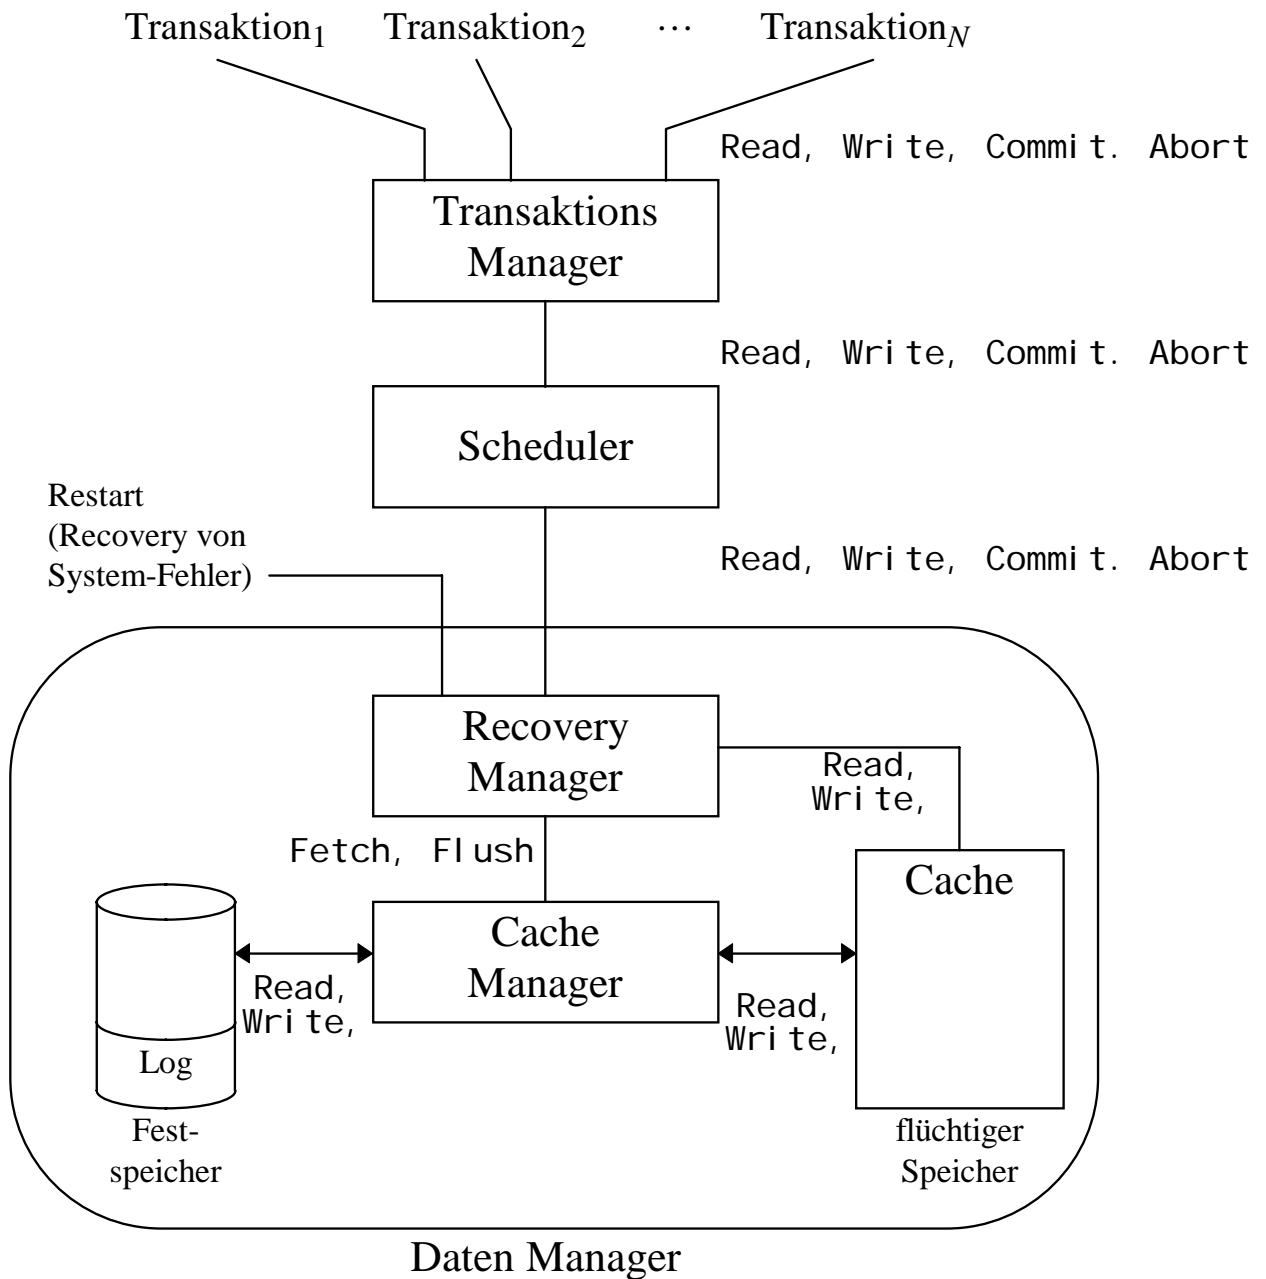 Transaktion1 Transaktion2 ... TransaktionN
Read, Write, Commit. Abort
Transaktions
Manager
Read, Write, Commit. Abort
Scheduler
Restart
(Recovery von
System-Fehler)
Read, Write, Commit. Abort
Recovery
Manager
Read,
Write,
Fetch, Flush
Cache
Cache
Manager
Read,
Write,
Read,
Write,
Log
Fest-
speicher
flüchtiger
Speicher
Daten Manager